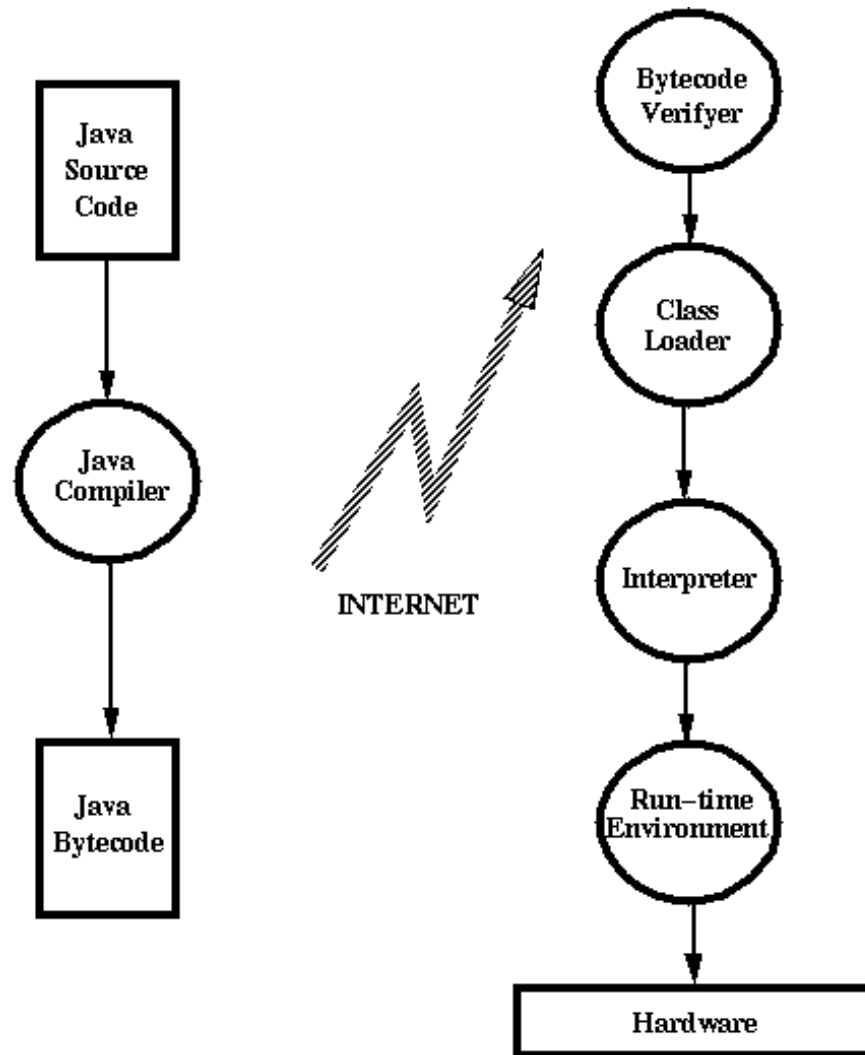 Java
Source
Code
Java
Compiler
Java
Bytecode
INTERNET
Bytecode
Verifyer
Class
Loader
Interpreter
Run-time
Environment
Hardware